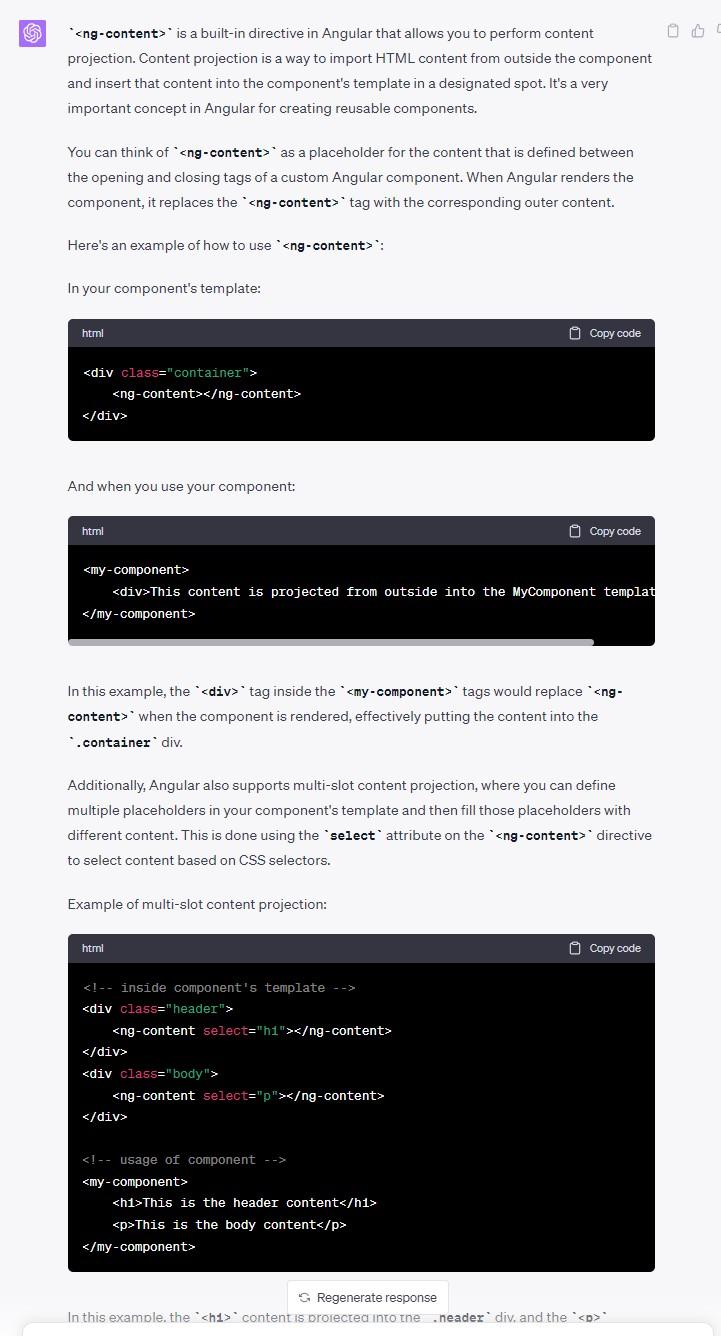 `<ng-content>` is a built-in directive in Angular that allows you to perform content
projection. Content projection is a way to import HTML content from outside the component
and insert that content into the component's template in a designated spot. It's a very
important concept in Angular for creating reusable components.
You can think of `<ng-content>` as a placeholder for the content that is defined between
the opening and closing tags of a custom Angular component. When Angular renders the
component, it replaces the `<ng-content>` tag with the corresponding outer content.
Here's an example of how to use `<ng-content>`:
In your component's template:
html Copy code
<div class="container">
    <ng-content></ng-content>
</div>
And when you use your component:
html Copy code
<my-component>
    <div>This content is projected from outside into the MyComponent templat
</my-component>
In this example, the `<div>` tag inside the `<my-component>` tags would replace `<ng-
content>` when the component is rendered, effectively putting the content into the
`.container` div.
Additionally, Angular also supports multi-slot content projection, where you can define
multiple placeholders in your component's template and then fill those placeholders with
different content. This is done using the `select` attribute on the `<ng-content>` directive
to select content based on CSS selectors.
Example of multi-slot content projection:
html Copy code
<!-- inside component's template -->
<div class="header">
    <ng-content select="h1"></ng-content>
</div>
<div class="body">
    <ng-content select="p"></ng-content>
</div>
<!-- usage of component -->
<my-component>
    <h1>This is the header content</h1>
    <p>This is the body content</p>
</my-component>
Regenerate response
In this example, the `<h1>` content is projected into the `.header` div, and the `<p>`